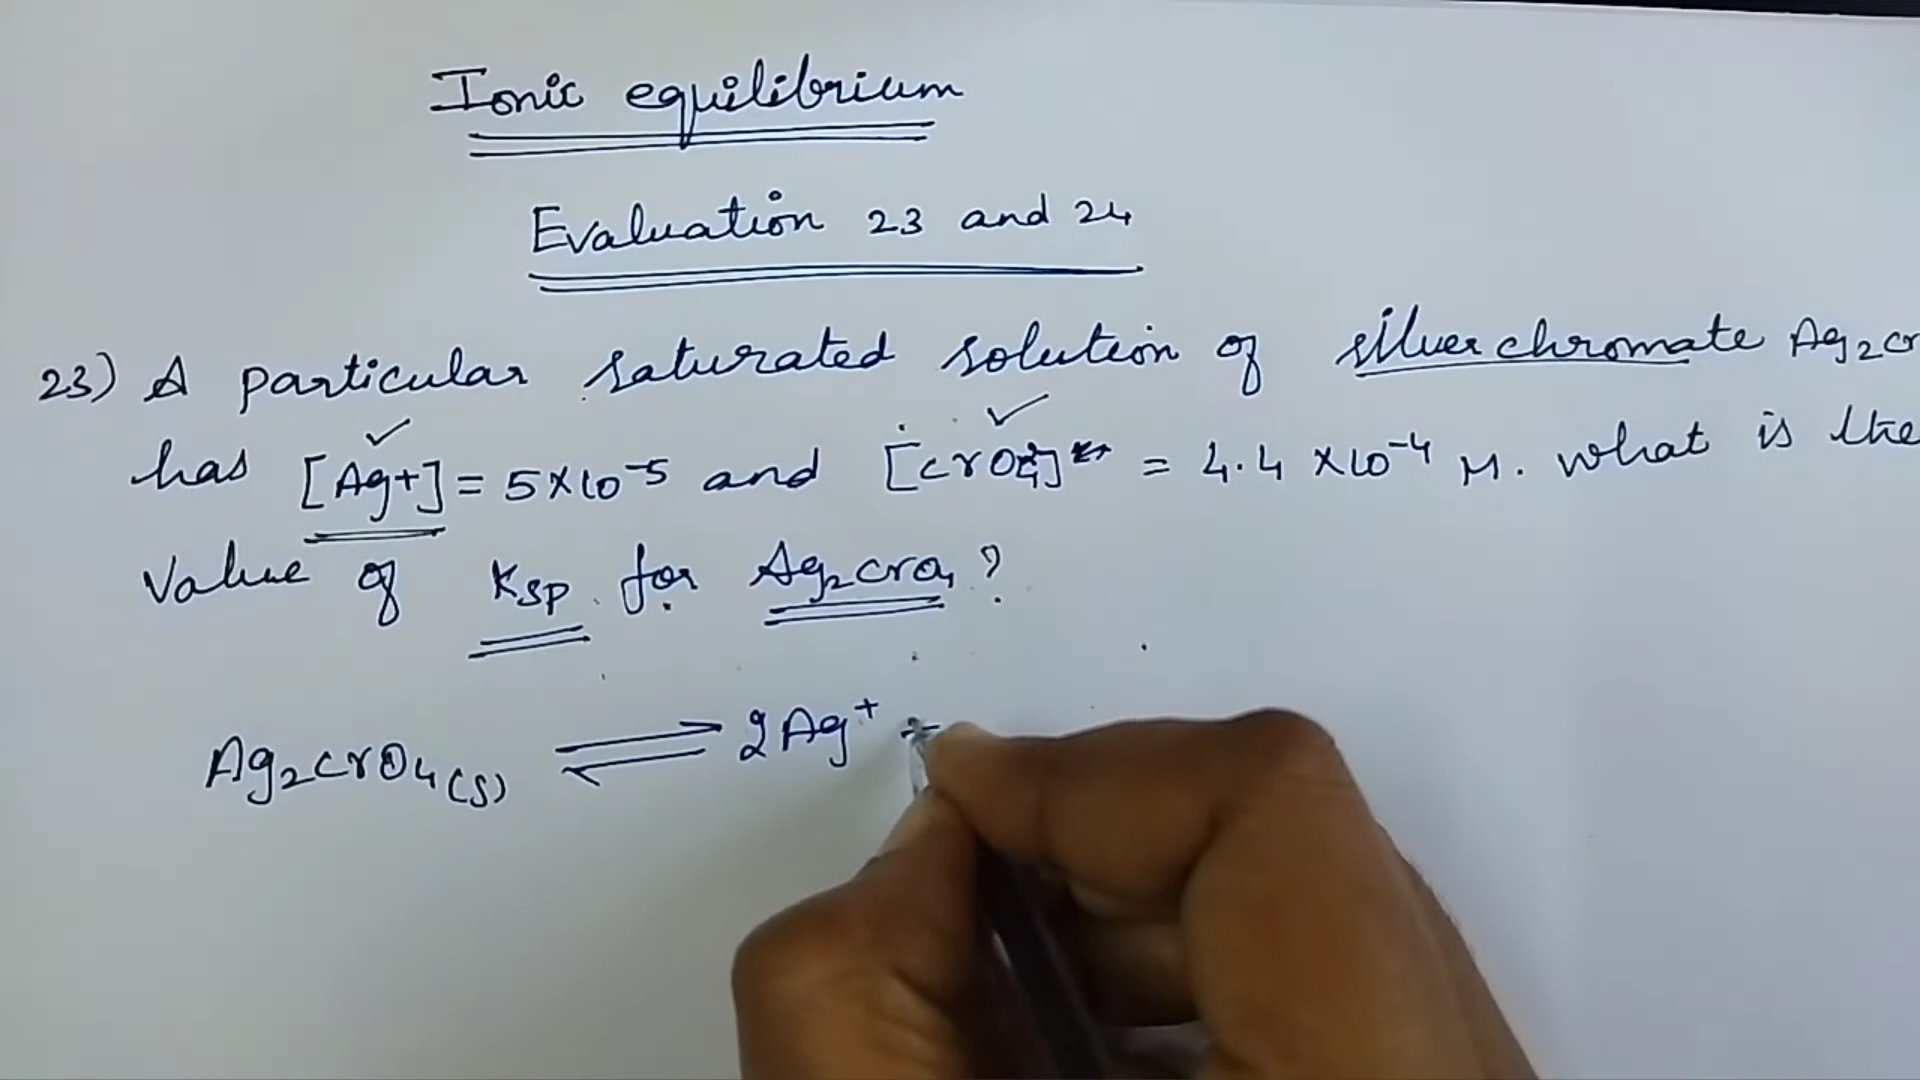 Ionic equilibrium
Evaluation 23 and 24
23) A particular saturated solution of silver chromate Ag₂cr
has [Ag+] = 5×10⁻⁵ and [crO₄²⁻] = 4.4 ×10⁻⁴ M. what is the
value of Ksp for Ag₂crO₄ ?
Ag₂crO₄(s) ⇌ 2Ag⁺ +